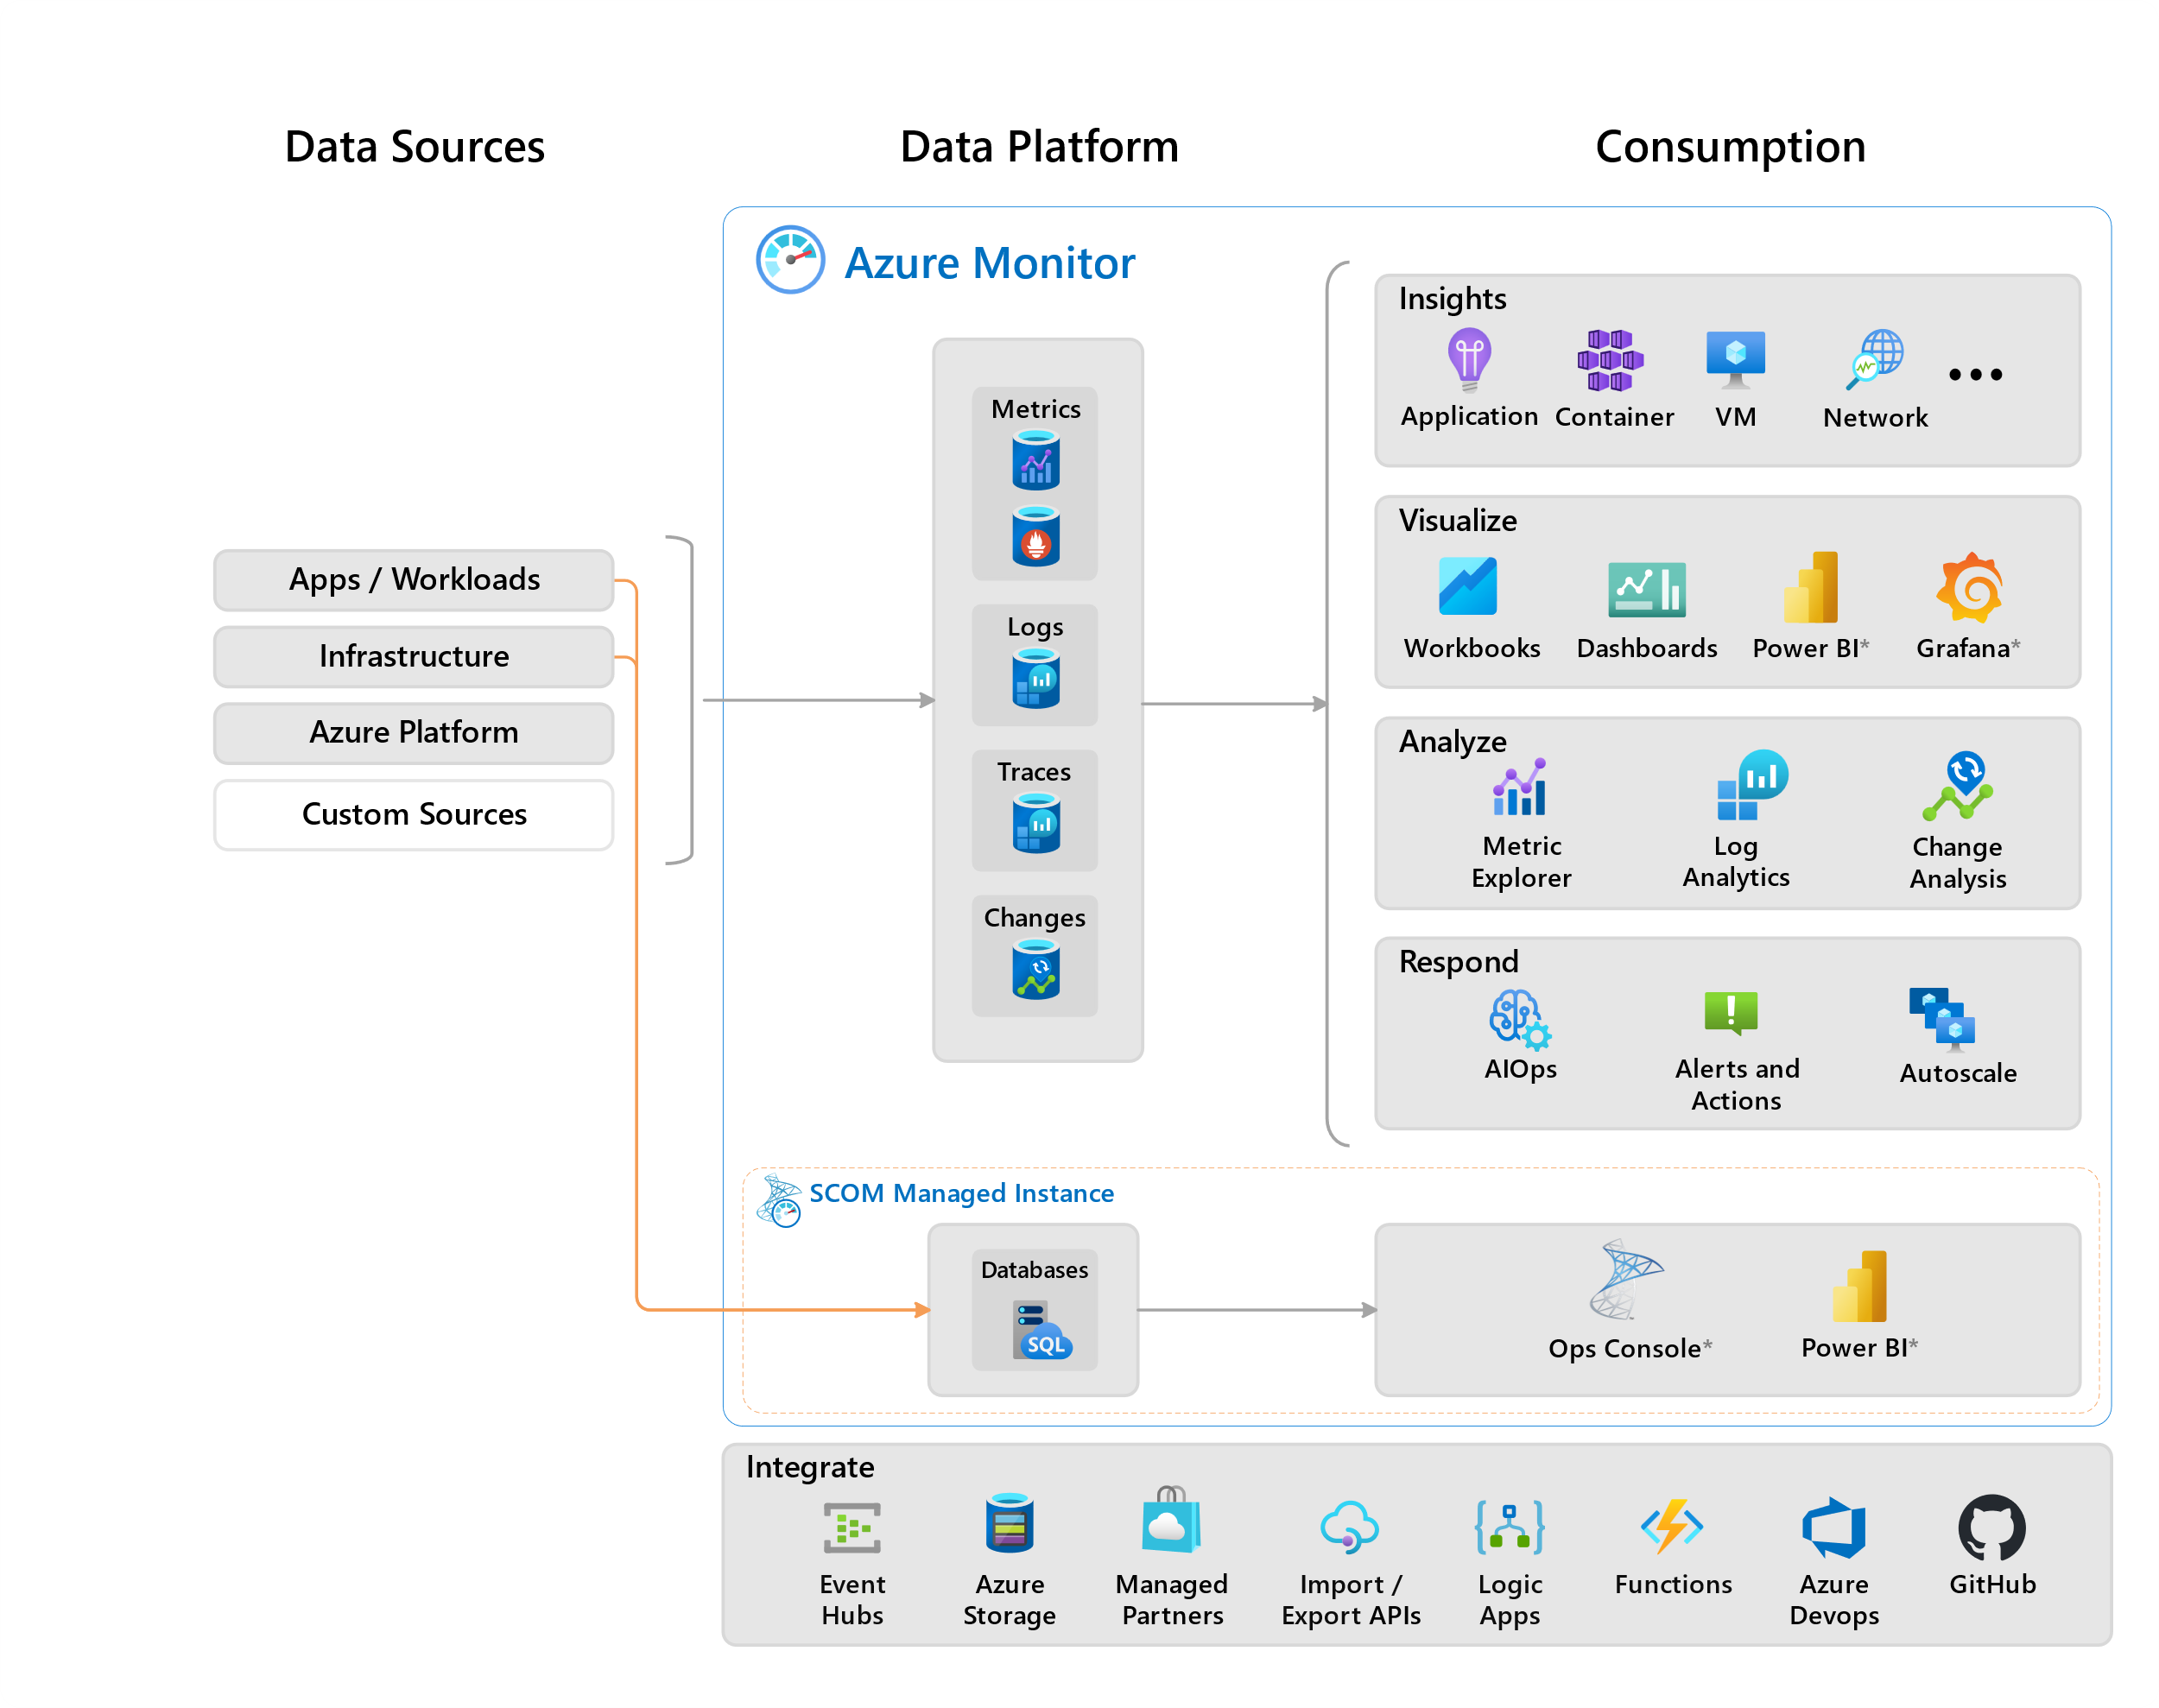 Data Sources
Data Platform
Consumption
Azure Monitor
Apps / Workloads
Infrastructure
Azure Platform
Custom Sources
Metrics
Logs
Traces
Changes
Insights
Application
Container
VM
Network
•••
Visualize
Workbooks
Dashboards
Power BI*
Grafana*
Analyze
Metric
Explorer
Log
Analytics
Change
Analysis
Respond
AIOps
Alerts and
Actions
Autoscale
SCOM Managed Instance
Databases
SQL
Ops Console*
Power BI*
Integrate
Event
Hubs
Azure
Storage
Managed
Partners
Import /
Export APIs
Logic
Apps
Functions
Azure
Devops
GitHub